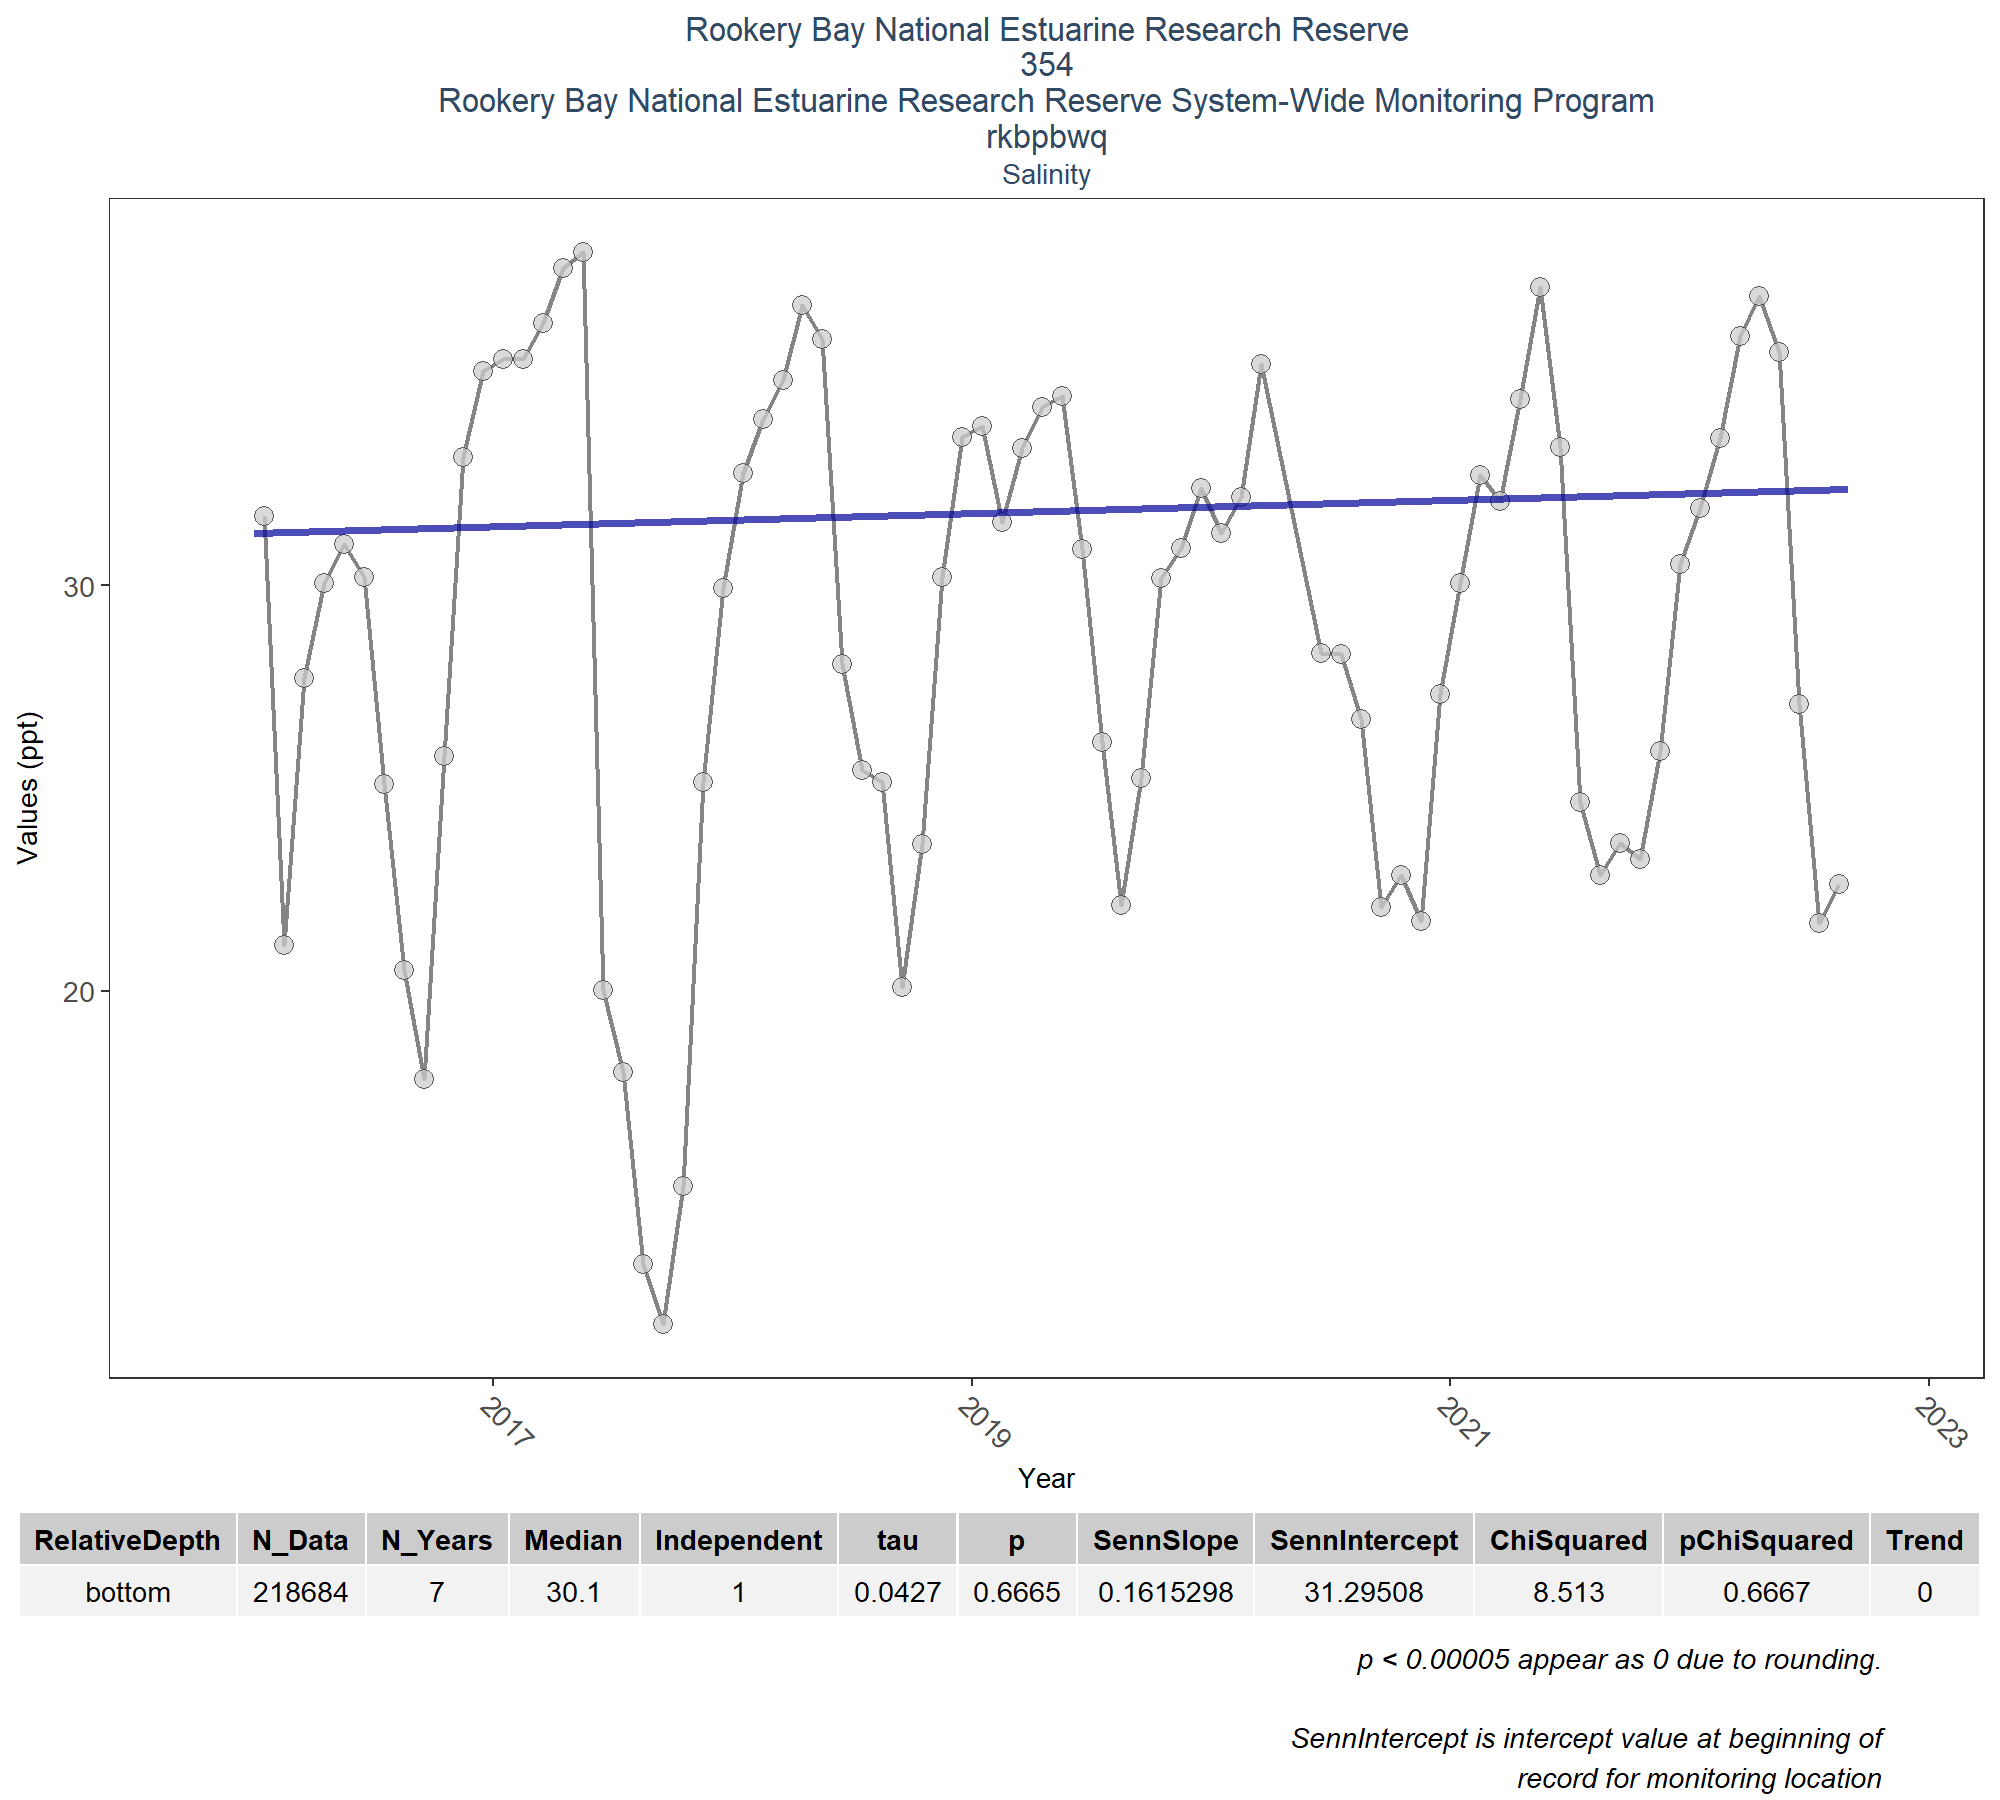 Rookery Bay National Estuarine Research Reserve
354
Rookery Bay National Estuarine Research Reserve System-Wide Monitoring Program
rkbpbwq
Salinity
Values (ppt)
30
20
2017
2019
2021
2023
Year
RelativeDepth N_Data N_Years Median Independent tau p SennSlope SennIntercept ChiSquared pChiSquared Trend
bottom 218684 7 30.1 1 0.0427 0.6665 0.1615298 31.29508 8.513 0.6667 0
p < 0.00005 appear as 0 due to rounding.
SennIntercept is intercept value at beginning of
record for monitoring location